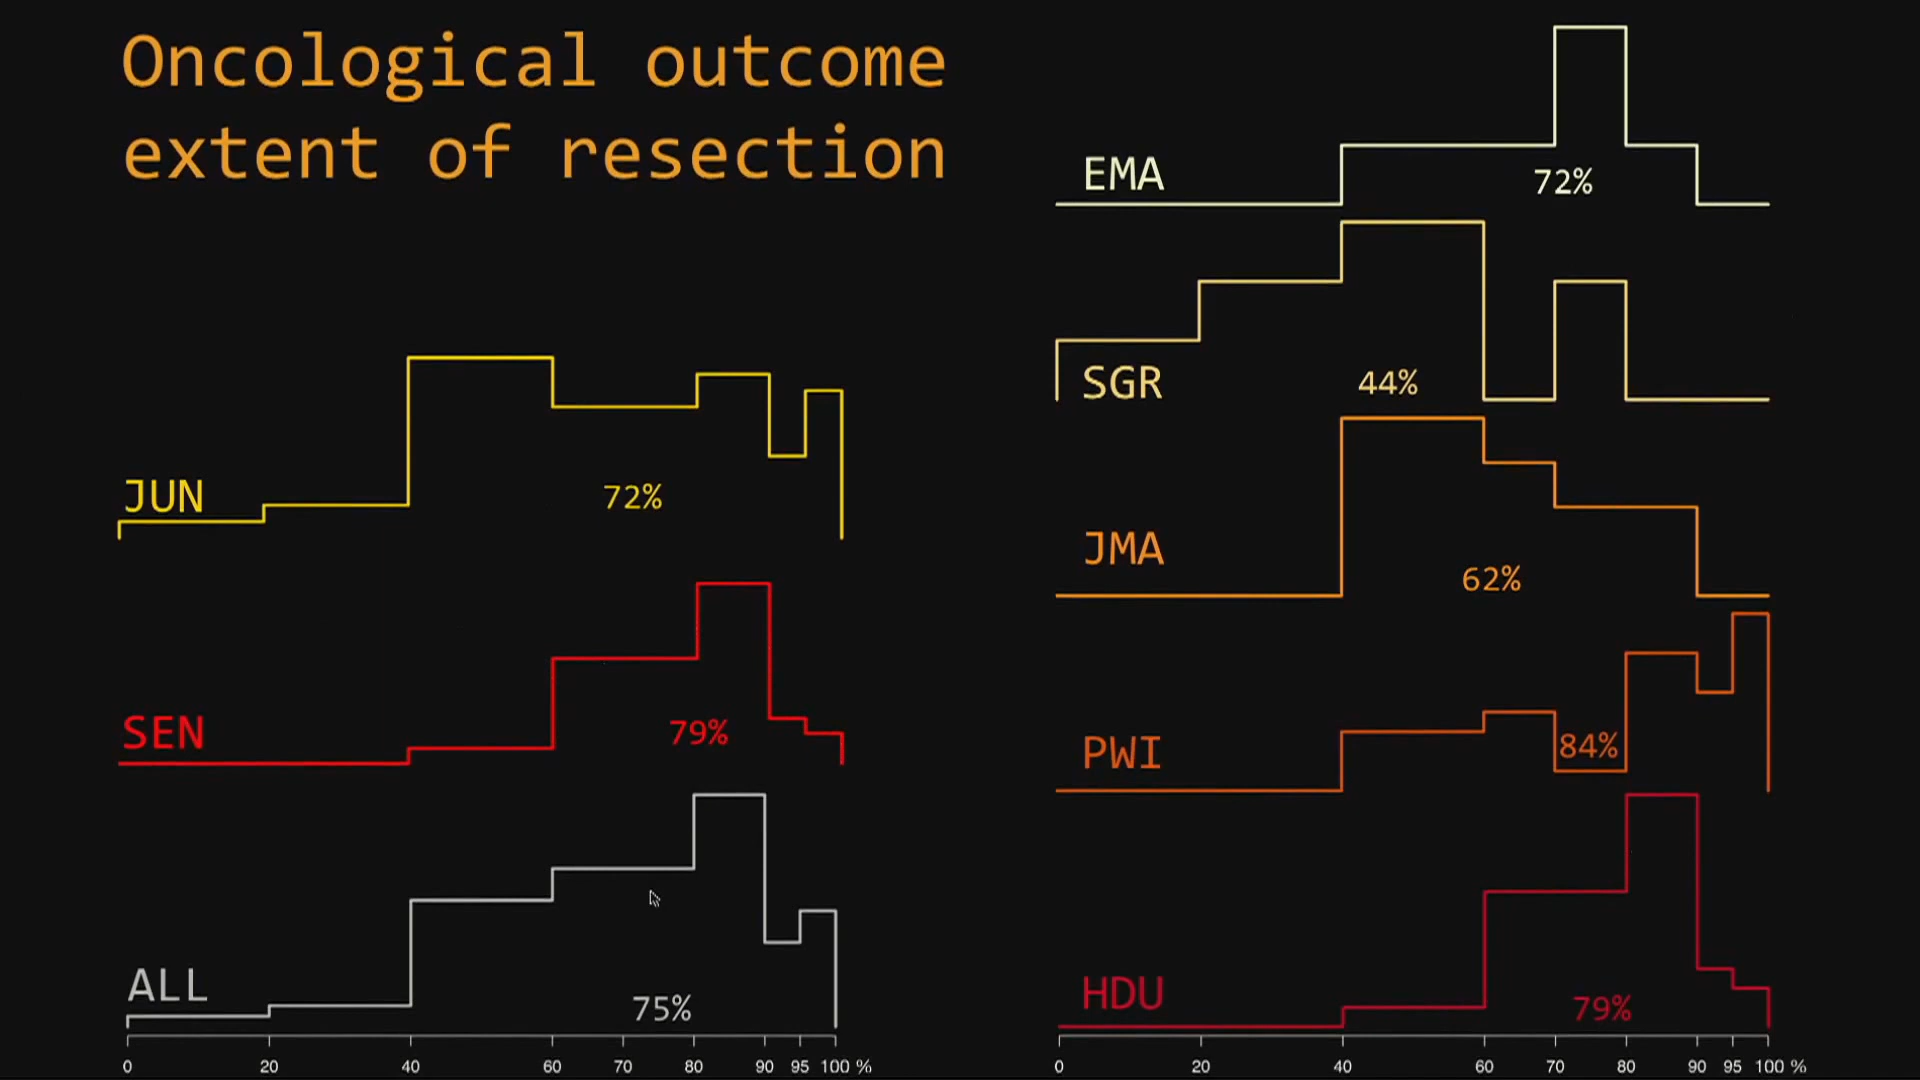 Oncological outcome
extent of resection
JUN
72%
SEN
79%
ALL
75%
0 20 40 60 70 80 90 95 100 %
EMA
72%
SGR
44%
JMA
62%
PWI
84%
HDU
79%
0 20 40 60 70 80 90 95 100 %